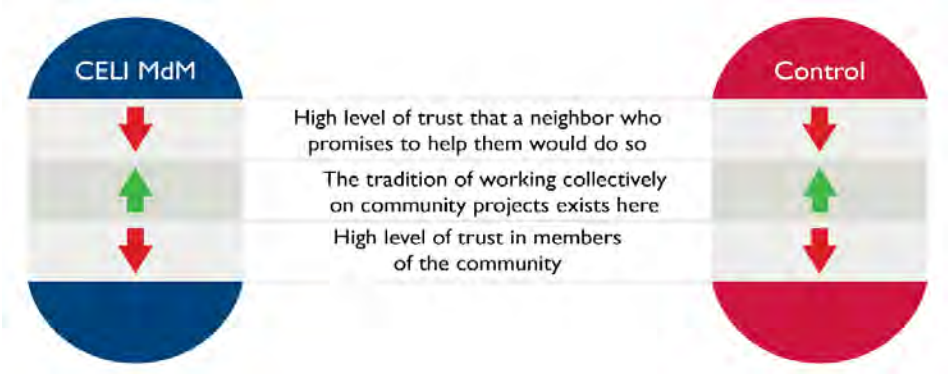 CELI MdM
Control
High level of trust that a neighbor who
promises to help them would do so
The tradition of working collectively
on community projects exists here
High level of trust in members
of the community